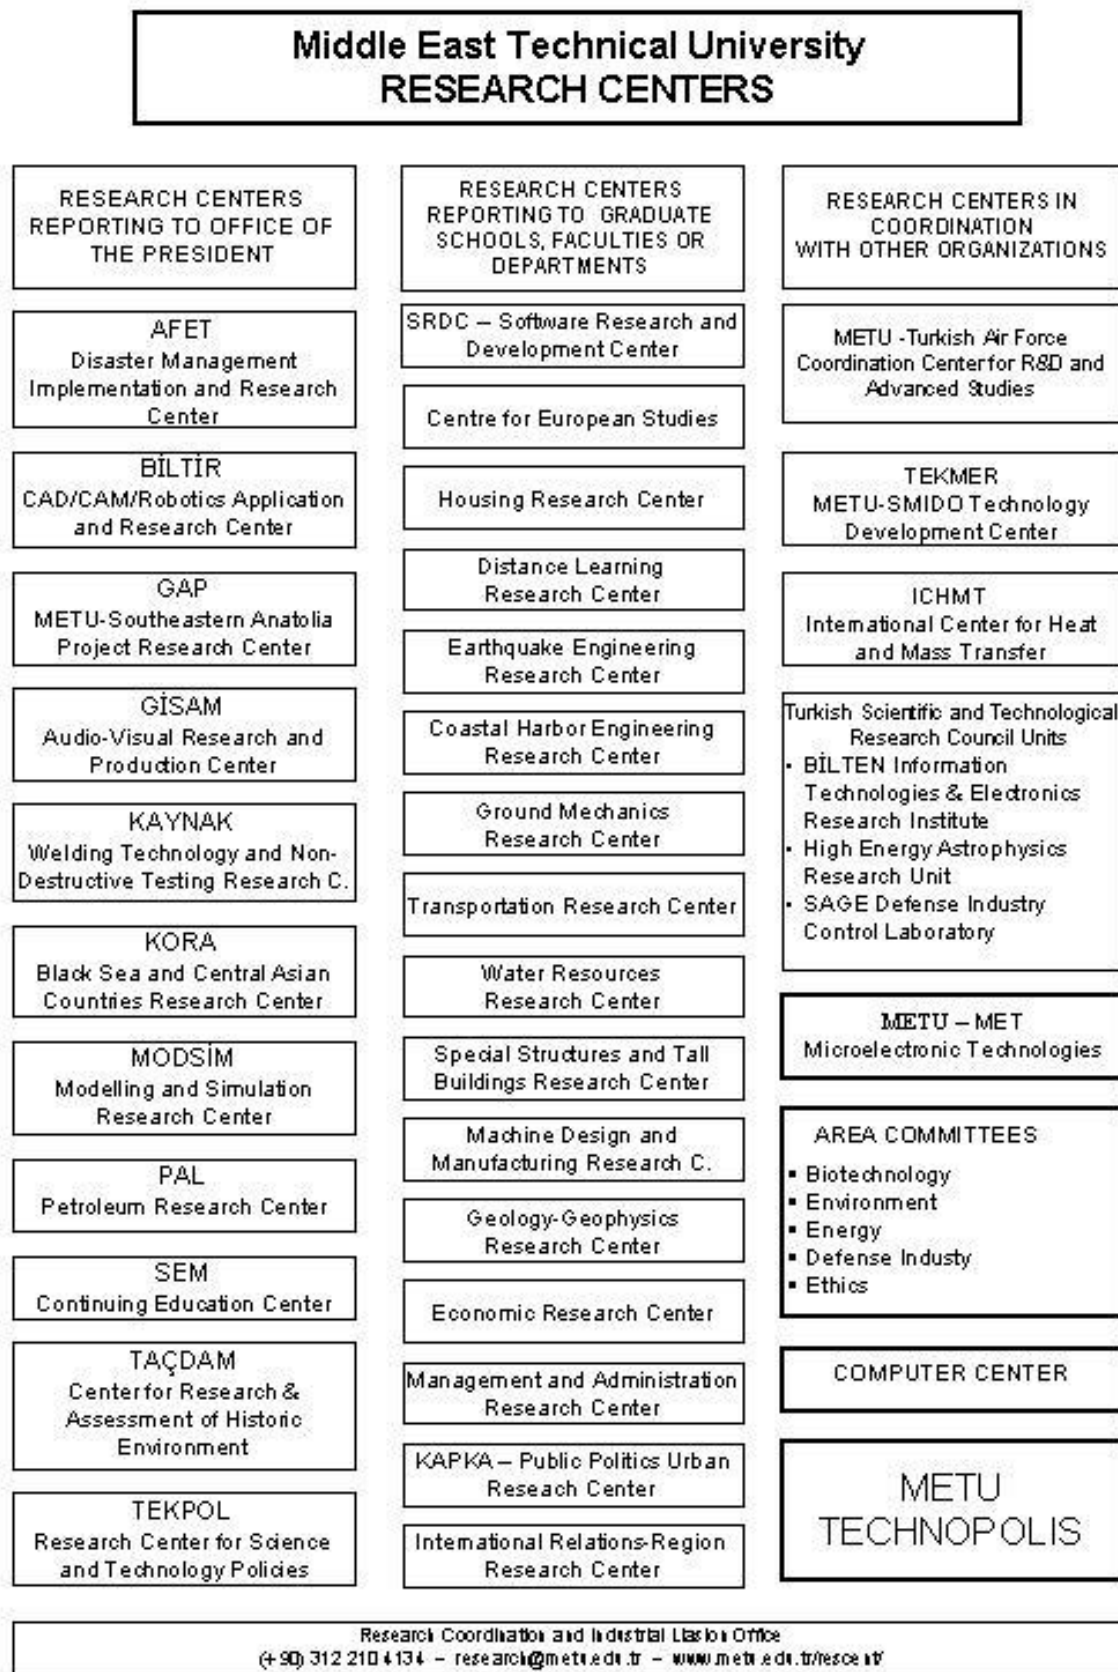 Middle East Technical University
RESEARCH CENTERS
RESEARCH CENTERS
REPORTING TO OFFICE OF
THE PRESIDENT
AFET
Disaster Management
Implementation and Research
Center
BİLTİR
CAD/CAM/Robotics Application
and Research Center
GAP
METU-Southeastern Anatolia
Project Research Center
GİSAM
Audio-Visual Research and
Production Center
KAYNAK
Welding Technology and Non-
Destructive Testing Research C.
KORA
Black Sea and Central Asian
Countries Research Center
MODSİM
Modelling and Simulation
Research Center
PAL
Petroleum Research Center
SEM
Continuing Education Center
TAÇDAM
Center for Research &
Assessment of Historic
Environment
TEKPOL
Research Center for Science
and Technology Policies
RESEARCH CENTERS
REPORTING TO GRADUATE
SCHOOLS, FACULTIES OR
DEPARTMENTS
SRDC – Software Research and
Development Center
Centre for European Studies
Housing Research Center
Distance Learning
Research Center
Earthquake Engineering
Research Center
Coastal Harbor Engineering
Research Center
Ground Mechanics
Research Center
Transportation Research Center
Water Resources
Research Center
Special Structures and Tall
Buildings Research Center
Machine Design and
Manufacturing Research C.
Geology-Geophysics
Research Center
Economic Research Center
Management and Administration
Research Center
KAPKA – Public Politics Urban
Reseach Center
International Relations-Region
Research Center
RESEARCH CENTERS IN
COORDINATION
WITH OTHER ORGANIZATIONS
METU -Turkish Air Force
Coordination Center for R&D and
Advanced Studies
TEKMER
METU-SMIDO Technology
Development Center
ICHMT
International Center for Heat
and Mass Transfer
Turkish Scientific and Technological
Research Council Units
• BİLTEN Information
Technologies & Electronics
Research Institute
• High Energy Astrophysics
Research Unit
• SAGE Defense Industry
Control Laboratory
METU – MET
Microelectronic Technologies
AREA COMMITTEES
▪ Biotechnology
▪ Environment
▪ Energy
▪ Defense Industy
▪ Ethics
COMPUTER CENTER
METU
TECHNOPOLIS
Research Coordination and Industrial Liasion Office
(+90) 312 210 4134 – research@metu.edu.tr – www.metu.edu.tr/rescent/